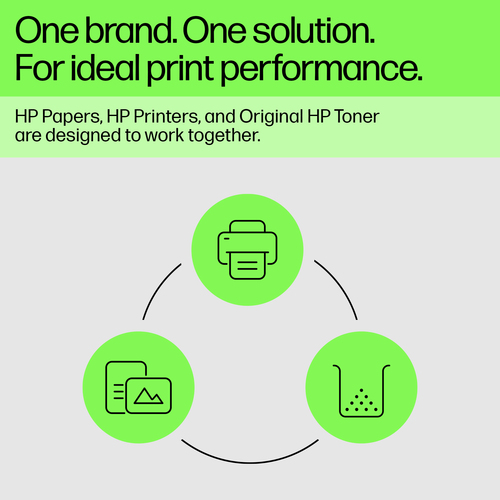 One brand. One solution.
For ideal print performance.
HP Papers, HP Printers, and Original HP Toner
are designed to work together.